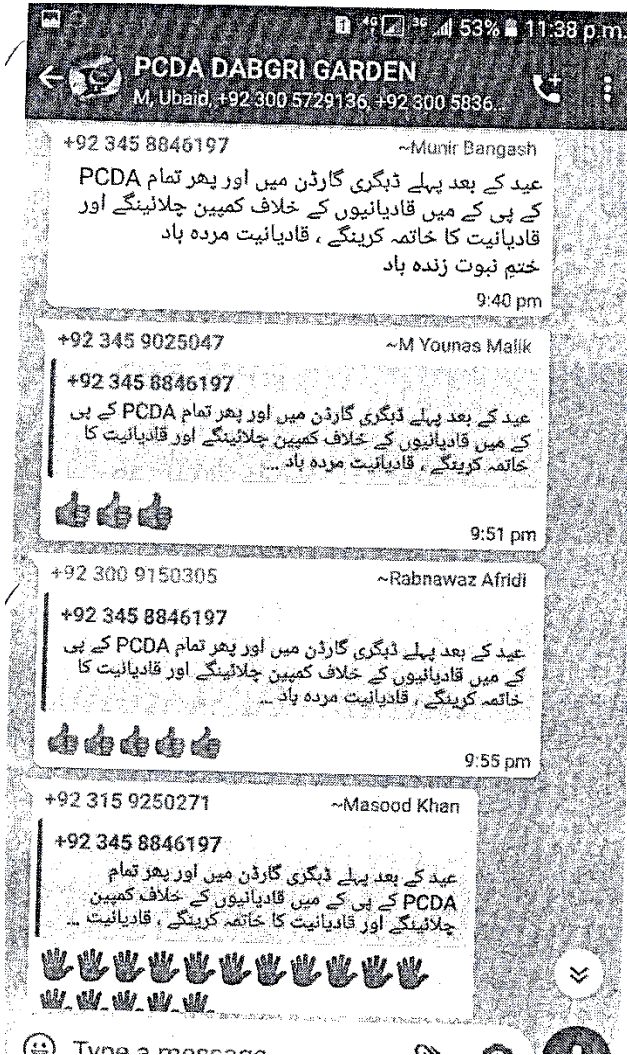 4G 3G 53% 11:38 p.m.
PCDA DABGRI GARDEN
M, Ubaid, +92 300 5729136, +92 300 5836...
+92 345 8846197 ~Munir Bangash
عید کے بعد پہلے ڈبگری گارڈن میں اور پھر تمام PCDA
کے پی کے میں قادیانیوں کے خلاف کمپین چلائینگے اور
قادیانیت کا خاتمہ کرینگے ، قادیانیت مردہ باد
ختم نبوت زندہ باد
9:40 pm
+92 345 9025047 ~M Younas Malik
+92 345 8846197
عید کے بعد پہلے ڈبگری گارڈن میں اور پھر تمام PCDA کے پی
کے میں قادیانیوں کے خلاف کمپین چلائینگے اور قادیانیت کا
خاتمہ کرینگے ، قادیانیت مردہ باد ...
👍👍👍
9:51 pm
+92 300 9150305 ~Rabnawaz Afridi
+92 345 8846197
عید کے بعد پہلے ڈبگری گارڈن میں اور پھر تمام PCDA کے پی
کے میں قادیانیوں کے خلاف کمپین چلائینگے اور قادیانیت کا
خاتمہ کرینگے ، قادیانیت مردہ باد ...
👍👍👍👍👍
9:55 pm
+92 315 9250271 ~Masood Khan
+92 345 8846197
عید کے بعد پہلے ڈبگری گارڈن میں اور پھر تمام
PCDA کے پی کے میں قادیانیوں کے خلاف کمپین
چلائینگے اور قادیانیت کا خاتمہ کرینگے ، قادیانیت ...
🖐🖐🖐🖐🖐🖐🖐🖐🖐🖐🖐
🖐🖐🖐🖐🖐
Type a message